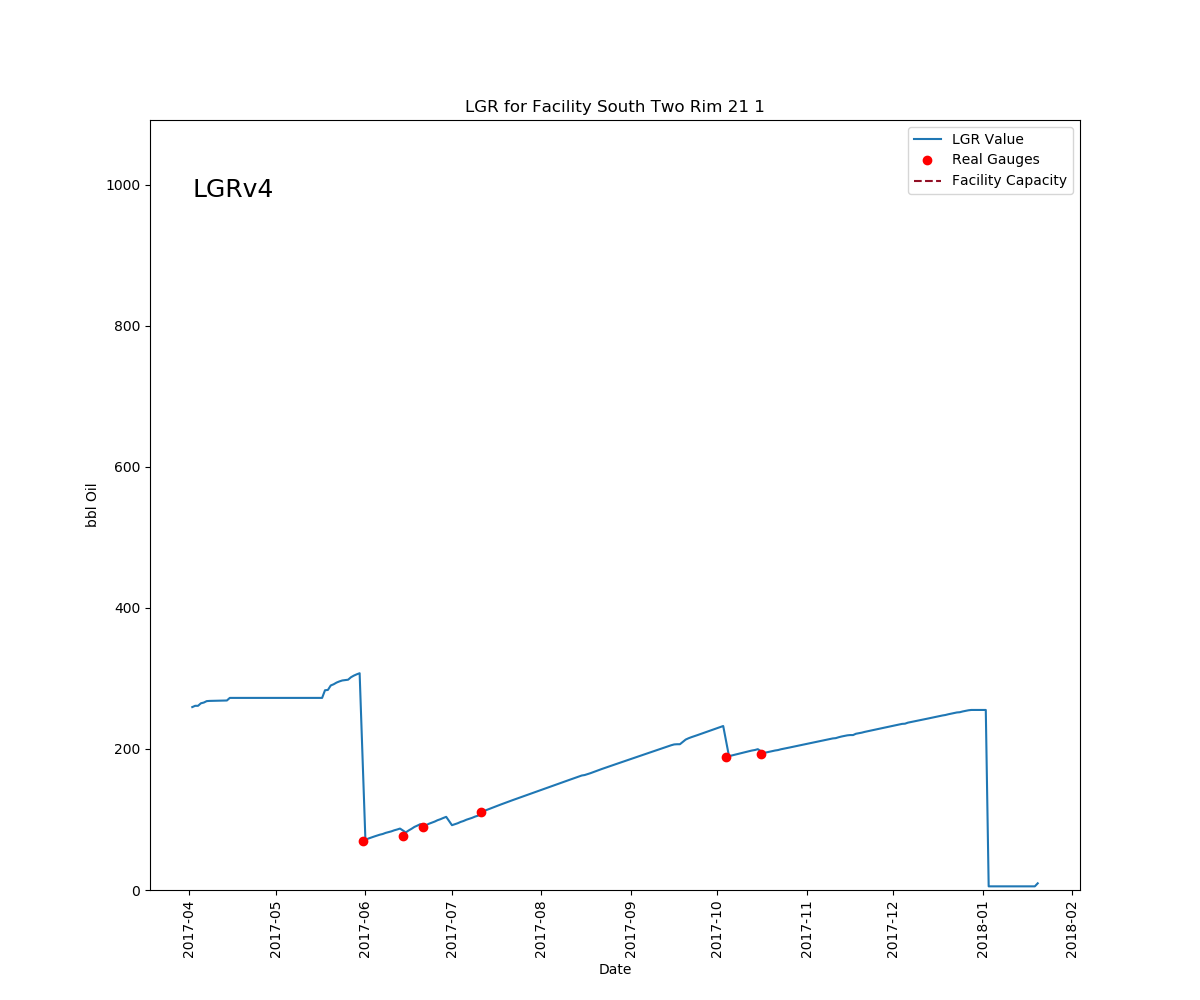 LGR for Facility South Two Rim 21 1
LGR Value
Real Gauges
Facility Capacity
LGRv4
1000
800
600
400
200
0
bbl Oil
2017-04
2017-05
2017-06
2017-07
2017-08
2017-09
2017-10
2017-11
2017-12
2018-01
2018-02
Date